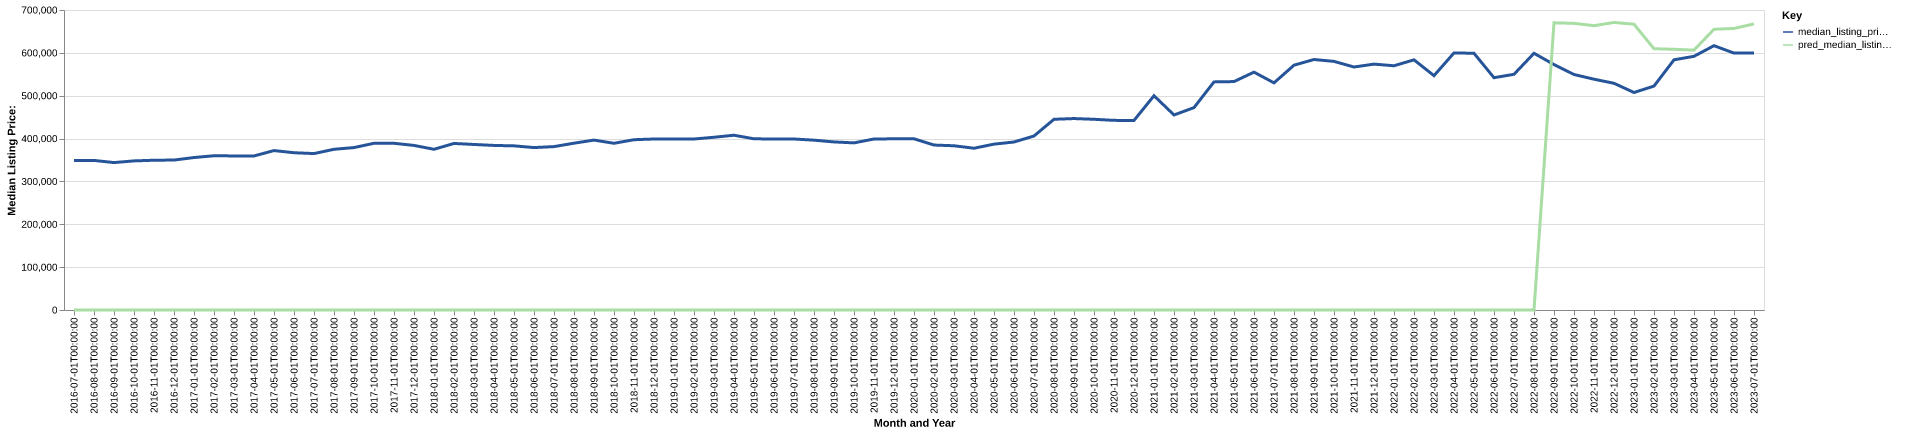 700,000
600,000
500,000
400,000
300,000
200,000
100,000
0
Median Listing Price:
2016-07-01T00:00:00
2016-08-01T00:00:00
2016-09-01T00:00:00
2016-10-01T00:00:00
2016-11-01T00:00:00
2016-12-01T00:00:00
2017-01-01T00:00:00
2017-02-01T00:00:00
2017-03-01T00:00:00
2017-04-01T00:00:00
2017-05-01T00:00:00
2017-06-01T00:00:00
2017-07-01T00:00:00
2017-08-01T00:00:00
2017-09-01T00:00:00
2017-10-01T00:00:00
2017-11-01T00:00:00
2017-12-01T00:00:00
2018-01-01T00:00:00
2018-02-01T00:00:00
2018-03-01T00:00:00
2018-04-01T00:00:00
2018-05-01T00:00:00
2018-06-01T00:00:00
2018-07-01T00:00:00
2018-08-01T00:00:00
2018-09-01T00:00:00
2018-10-01T00:00:00
2018-11-01T00:00:00
2018-12-01T00:00:00
2019-01-01T00:00:00
2019-02-01T00:00:00
2019-03-01T00:00:00
2019-04-01T00:00:00
2019-05-01T00:00:00
2019-06-01T00:00:00
2019-07-01T00:00:00
2019-08-01T00:00:00
2019-09-01T00:00:00
2019-10-01T00:00:00
2019-11-01T00:00:00
2019-12-01T00:00:00
2020-01-01T00:00:00
2020-02-01T00:00:00
2020-03-01T00:00:00
2020-04-01T00:00:00
2020-05-01T00:00:00
2020-06-01T00:00:00
2020-07-01T00:00:00
2020-08-01T00:00:00
2020-09-01T00:00:00
2020-10-01T00:00:00
2020-11-01T00:00:00
2020-12-01T00:00:00
2021-01-01T00:00:00
2021-02-01T00:00:00
2021-03-01T00:00:00
2021-04-01T00:00:00
2021-05-01T00:00:00
2021-06-01T00:00:00
2021-07-01T00:00:00
2021-08-01T00:00:00
2021-09-01T00:00:00
2021-10-01T00:00:00
2021-11-01T00:00:00
2021-12-01T00:00:00
2022-01-01T00:00:00
2022-02-01T00:00:00
2022-03-01T00:00:00
2022-04-01T00:00:00
2022-05-01T00:00:00
2022-06-01T00:00:00
2022-07-01T00:00:00
2022-08-01T00:00:00
2022-09-01T00:00:00
2022-10-01T00:00:00
2022-11-01T00:00:00
2022-12-01T00:00:00
2023-01-01T00:00:00
2023-02-01T00:00:00
2023-03-01T00:00:00
2023-04-01T00:00:00
2023-05-01T00:00:00
2023-06-01T00:00:00
2023-07-01T00:00:00
Month and Year
Key
median_listing_pri…
pred_median_listin…